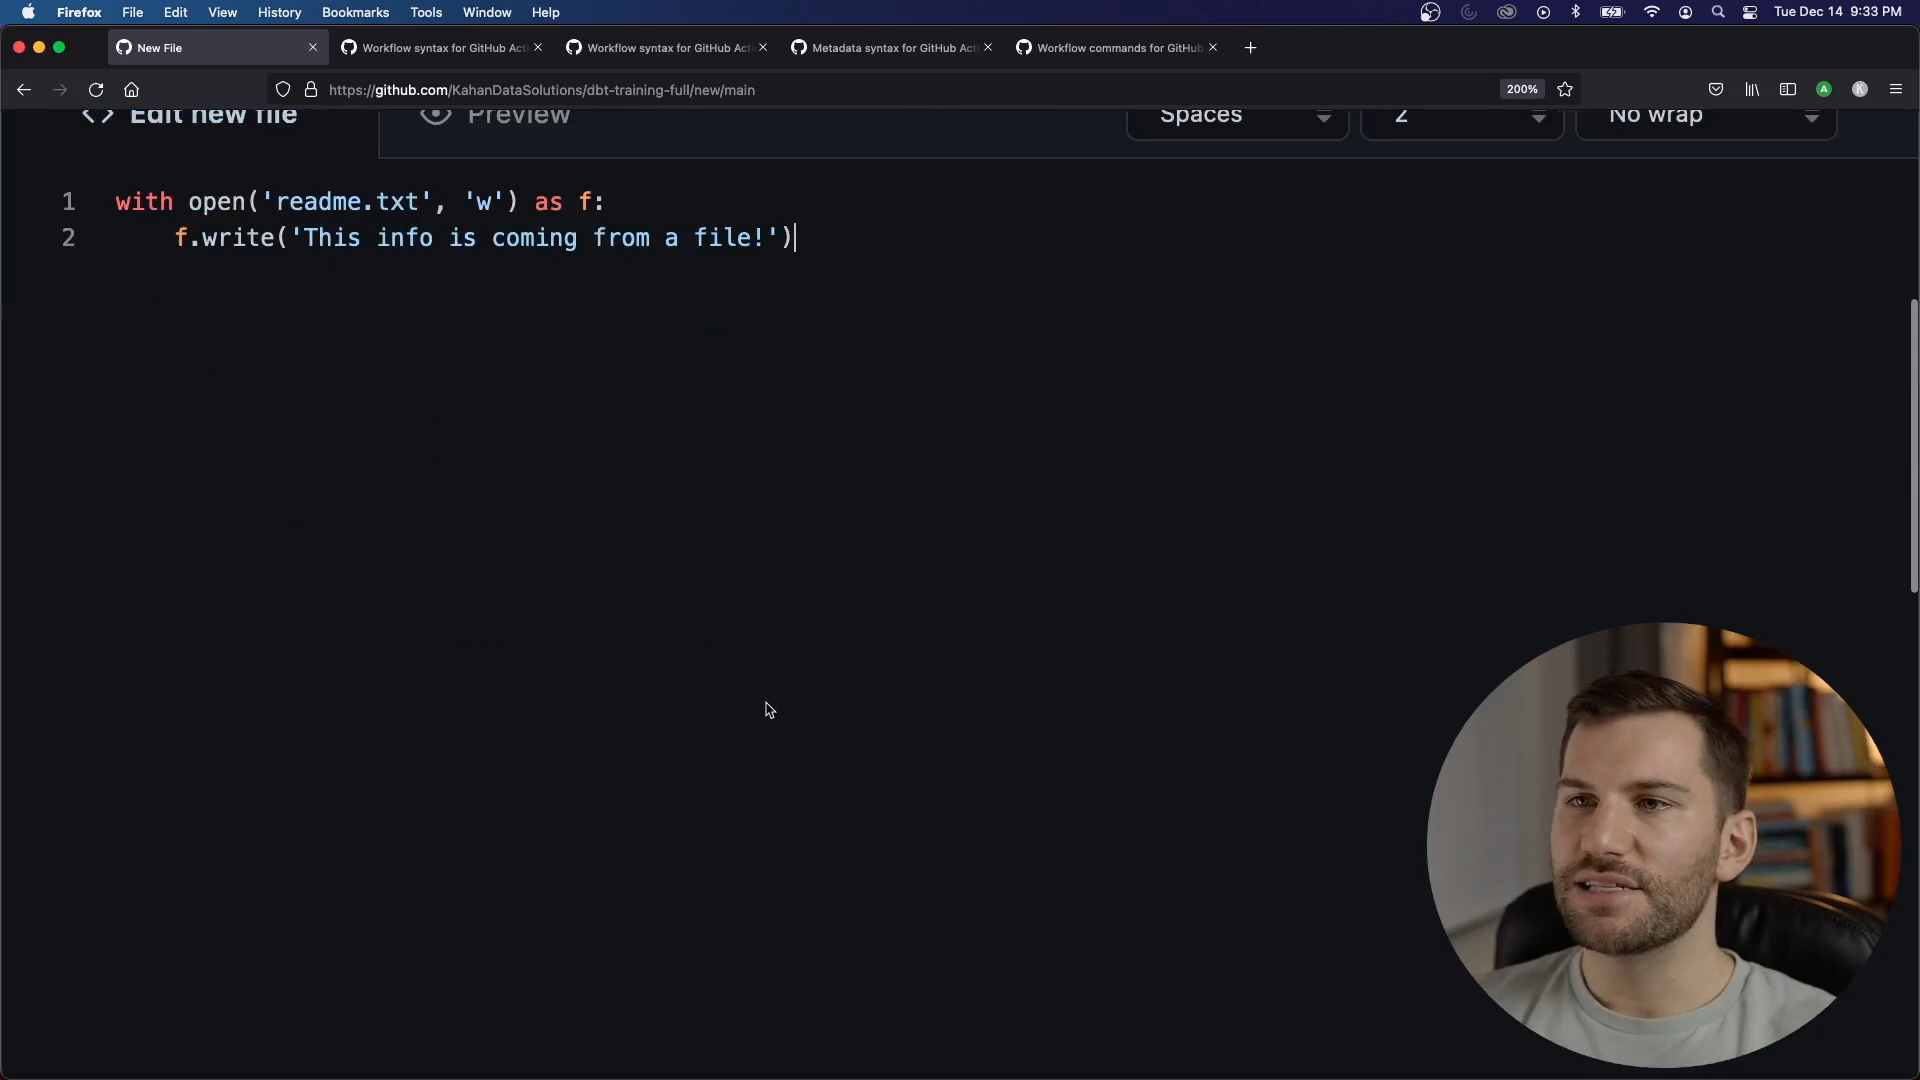 Firefox File Edit View History Bookmarks Tools Window Help Tue Dec 14 9:33 PM
New File Workflow syntax for GitHub Acti Workflow syntax for GitHub Acti Metadata syntax for GitHub Acti Workflow commands for GitHub
https://github.com/KahanDataSolutions/dbt-training-full/new/main 200% A K
<> Edit new file Preview Spaces 2 No wrap
1 with open('readme.txt', 'w') as f:
2 f.write('This info is coming from a file!')